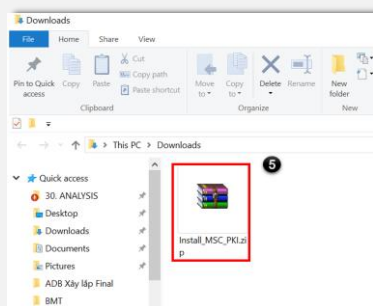 Downloads
File Home Share View
Pin to Quick access
Copy
Paste
Cut
Copy path
Paste shortcut
Move to
Copy to
Delete
Rename
New folder
Clipboard
Organize
New
This PC > Downloads
5
Quick access
30. ANALYSIS
Desktop
Downloads
Documents
Pictures
ADB Xây lắp Final
BMT
Install_MSC_PKI.zi
p